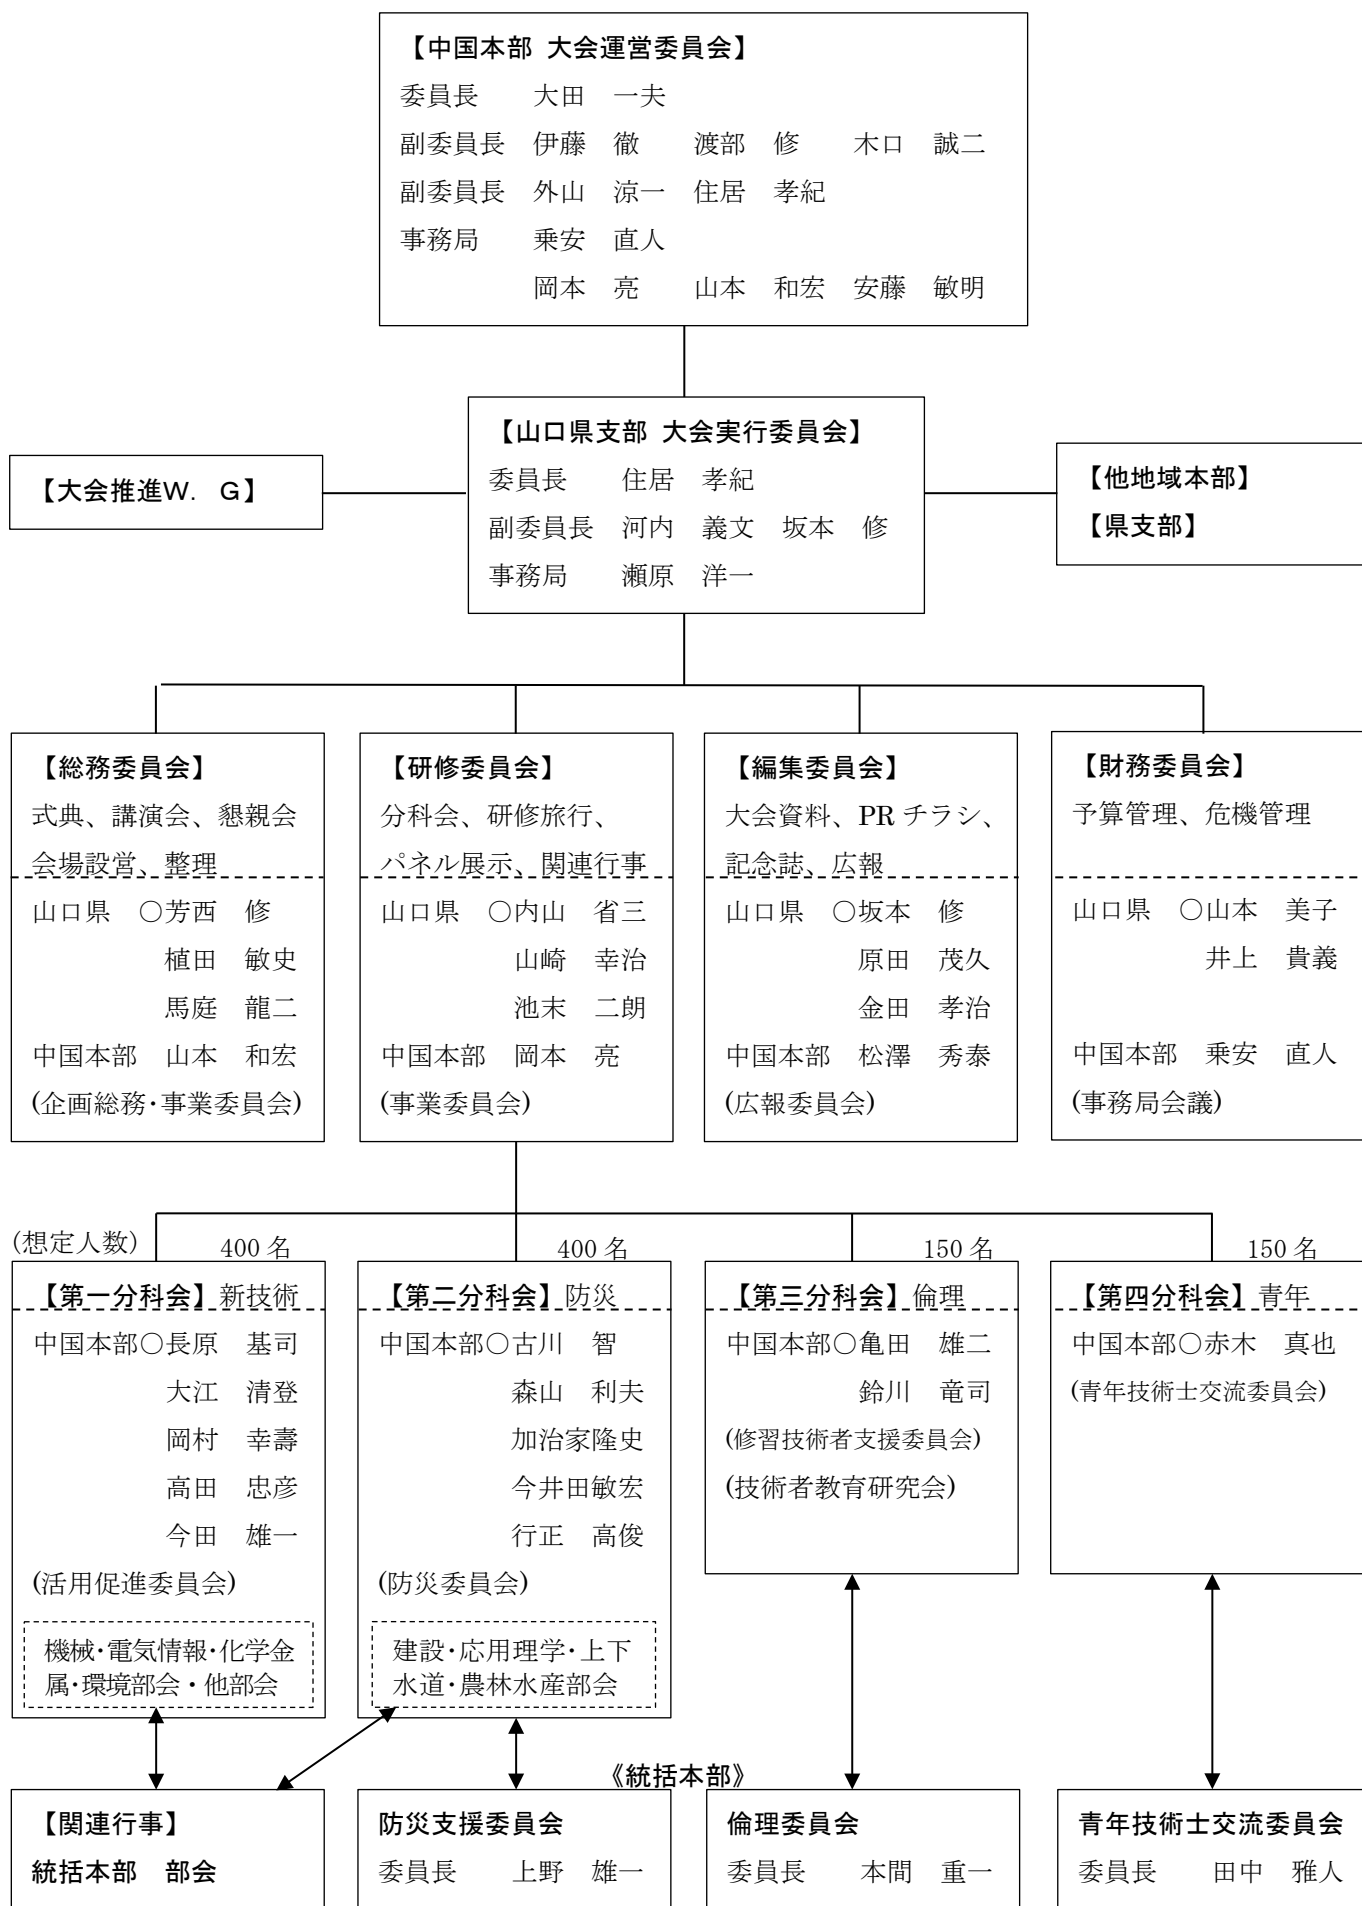 【中国本部 大会運営委員会】
委員長　大田　一夫
副委員長　伊藤　徹　渡部　修　木口　誠二
副委員長　外山　涼一　住居　孝紀
事務局　乗安　直人
岡本　亮　山本　和宏　安藤　敏明
【山口県支部 大会実行委員会】
委員長　住居　孝紀
副委員長　河内　義文　坂本　修
事務局　瀬原　洋一
【大会推進W．G】
【他地域本部】
【県支部】
【総務委員会】
式典、講演会、懇親会
会場設営、整理
山口県　○芳西　修
植田　敏史
馬庭　龍二
中国本部　山本　和宏
(企画総務・事業委員会)
【研修委員会】
分科会、研修旅行、
パネル展示、関連行事
山口県　○内山　省三
山崎　幸治
池末　二朗
中国本部　岡本　亮
(事業委員会)
【編集委員会】
大会資料、PRチラシ、
記念誌、広報
山口県　○坂本　修
原田　茂久
金田　孝治
中国本部　松澤　秀泰
(広報委員会)
【財務委員会】
予算管理、危機管理
山口県　○山本　美子
井上　貴義
中国本部　乗安　直人
(事務局会議)
(想定人数)
400名
400名
150名
150名
【第一分科会】新技術
中国本部○長原　基司
大江　清登
岡村　幸壽
高田　忠彦
今田　雄一
(活用促進委員会)
機械・電気情報・化学金
属・環境部会・他部会
【第二分科会】防災
中国本部○古川　智
森山　利夫
加治家隆史
今井田敏宏
行正　高俊
(防災委員会)
建設・応用理学・上下
水道・農林水産部会
【第三分科会】倫理
中国本部○亀田　雄二
鈴川　竜司
(修習技術者支援委員会)
(技術者教育研究会)
【第四分科会】青年
中国本部○赤木　真也
(青年技術士交流委員会)
《統括本部》
【関連行事】
統括本部　部会
防災支援委員会
委員長　上野　雄一
倫理委員会
委員長　本間　重一
青年技術士交流委員会
委員長　田中　雅人